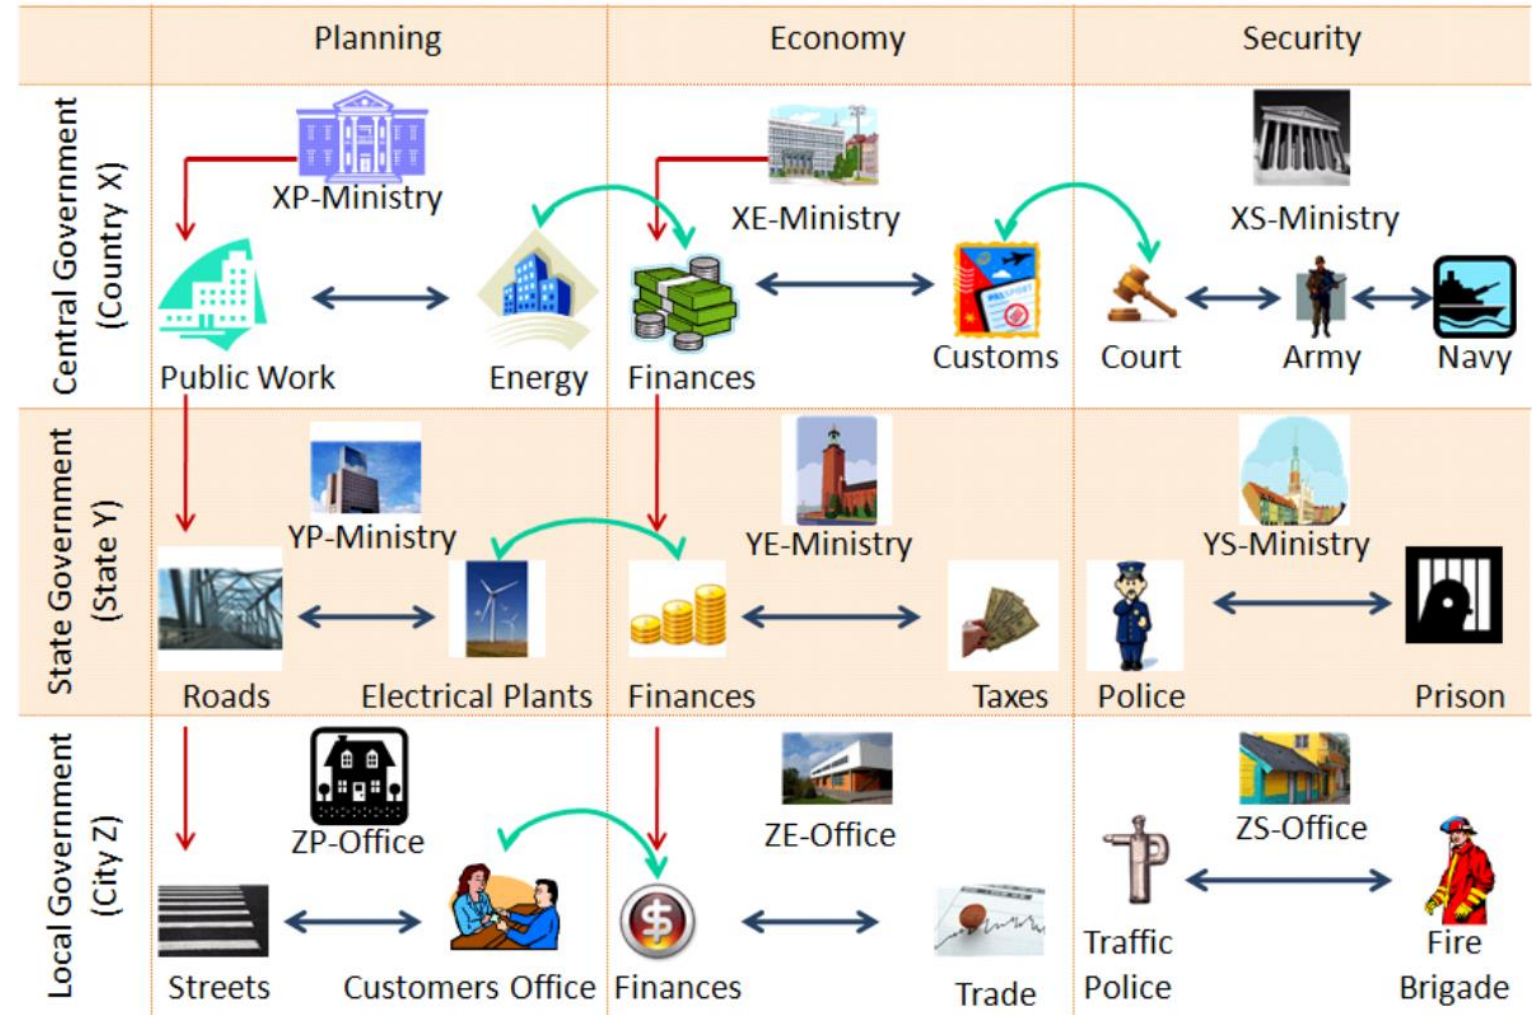 Planning
Economy
Security
Central Government
(Country X)
XP-Ministry
XE-Ministry
XS-Ministry
Public Work
Energy
Finances
Customs
Court
Army
Navy
State Government
(State Y)
YP-Ministry
YE-Ministry
YS-Ministry
Roads
Electrical Plants
Finances
Taxes
Police
Prison
Local Government
(City Z)
ZP-Office
ZE-Office
ZS-Office
Streets
Customers Office
Finances
Trade
Traffic
Police
Fire
Brigade